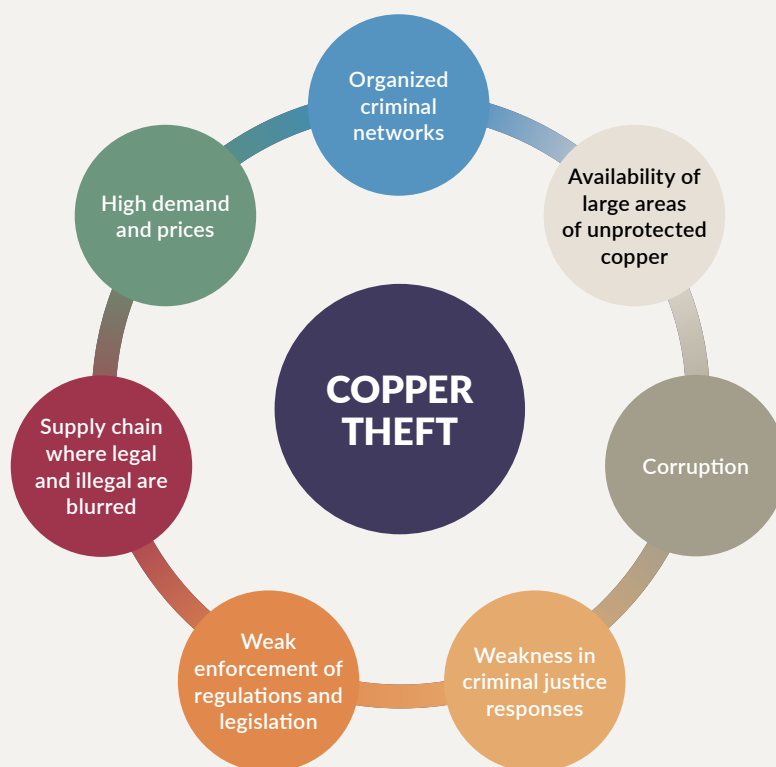 Organized
criminal
networks
Availability of
large areas
of unprotected
copper
High demand
and prices
COPPER
THEFT
Supply chain
where legal
and illegal are
blurred
Corruption
Weak
enforcement of
regulations and
legislation
Weakness in
criminal justice
responses